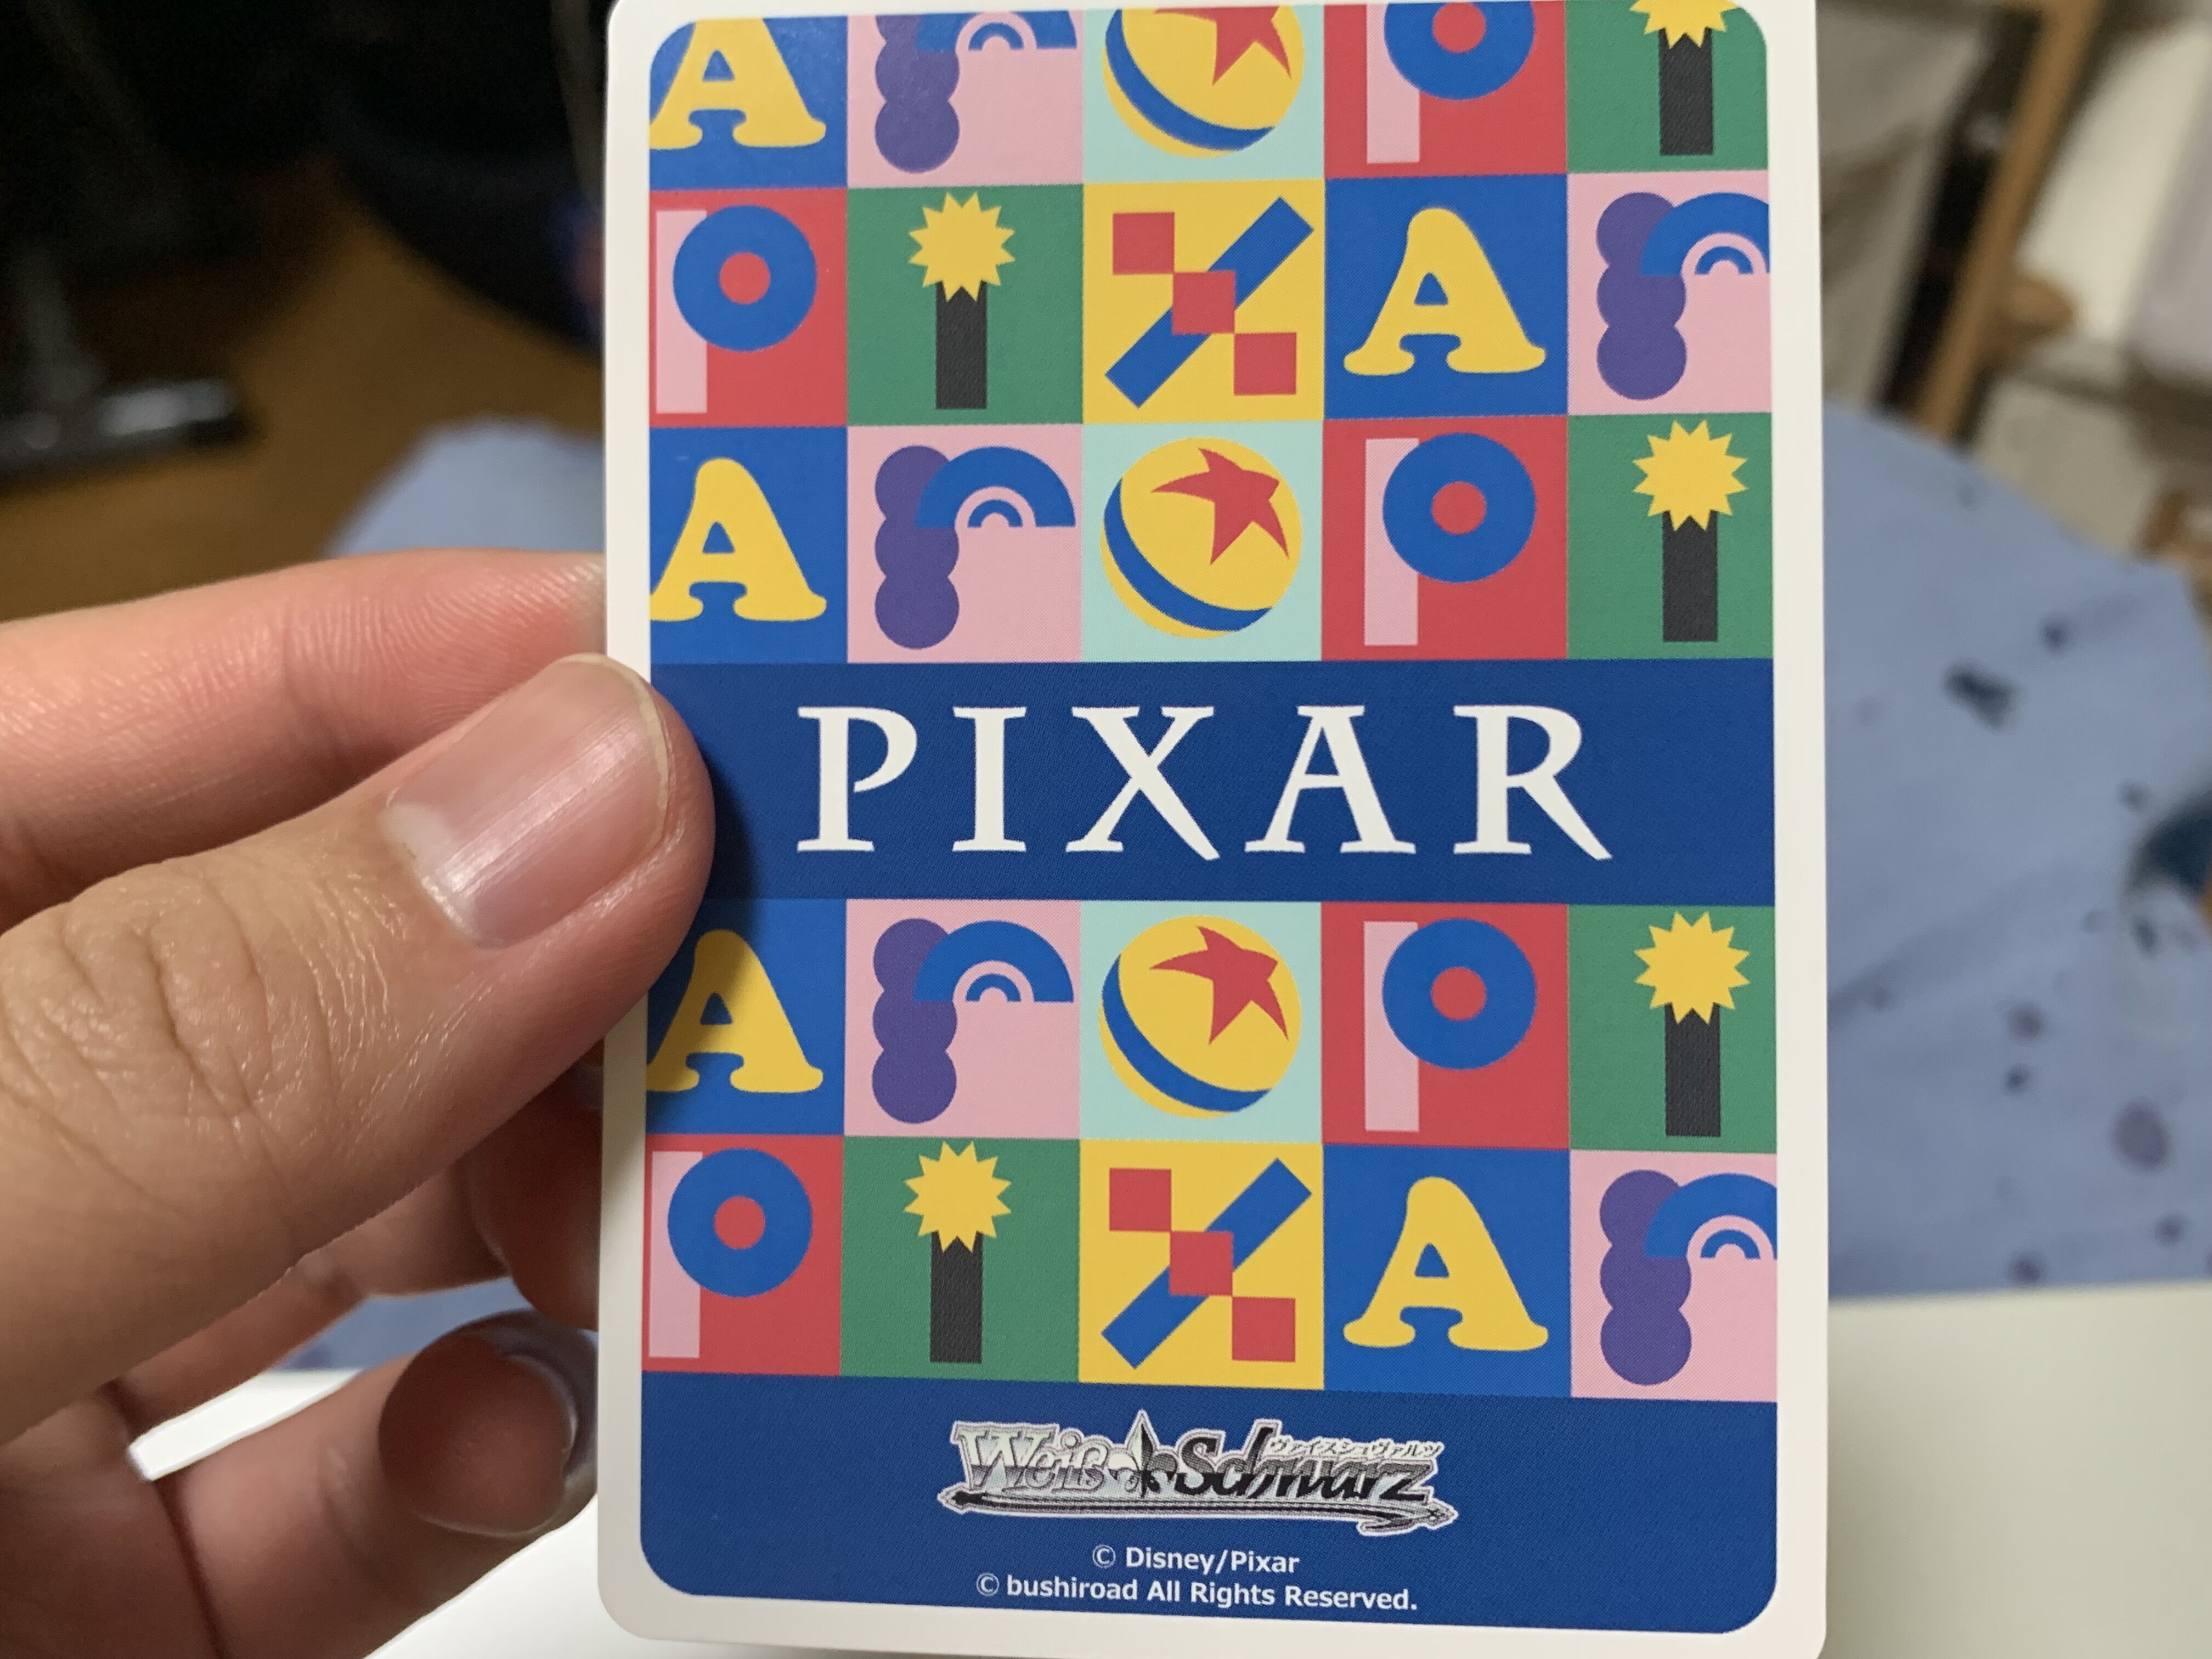 A r P i
P i X A r
A r P i
PIXAR
A r P i
P i X A r
ヴァイスシュヴァルツ
Weiß Schwarz
© Disney/Pixar
© bushiroad All Rights Reserved.